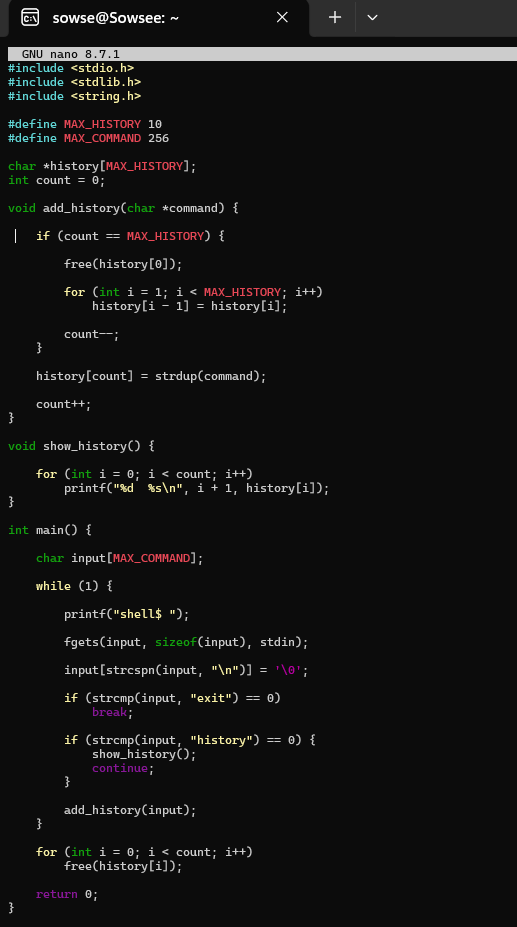 sowse@Sowsee: ~
GNU nano 8.7.1
#include <stdio.h>
#include <stdlib.h>
#include <string.h>

#define MAX_HISTORY 10
#define MAX_COMMAND 256

char *history[MAX_HISTORY];
int count = 0;

void add_history(char *command) {

    if (count == MAX_HISTORY) {

        free(history[0]);

        for (int i = 1; i < MAX_HISTORY; i++)
            history[i - 1] = history[i];

        count--;
    }

    history[count] = strdup(command);

    count++;
}

void show_history() {

    for (int i = 0; i < count; i++)
        printf("%d  %s\n", i + 1, history[i]);
}

int main() {

    char input[MAX_COMMAND];

    while (1) {

        printf("shell$ ");

        fgets(input, sizeof(input), stdin);

        input[strcspn(input, "\n")] = '\0';

        if (strcmp(input, "exit") == 0)
            break;

        if (strcmp(input, "history") == 0) {
            show_history();
            continue;
        }

        add_history(input);
    }

    for (int i = 0; i < count; i++)
        free(history[i]);

    return 0;
}